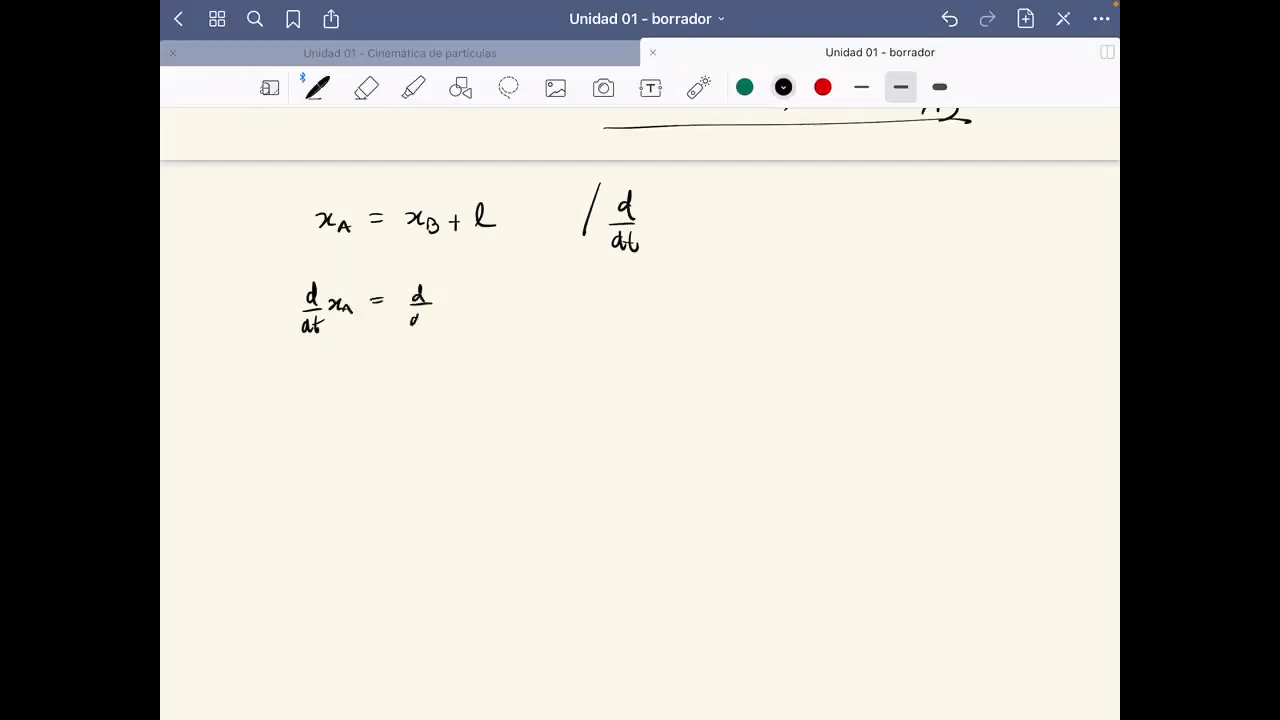 Unidad 01 - borrador
Unidad 01 - Cinemática de partículas
Unidad 01 - borrador
T
x_A = x_B + l / d/dt
d/dt x_A = d/d